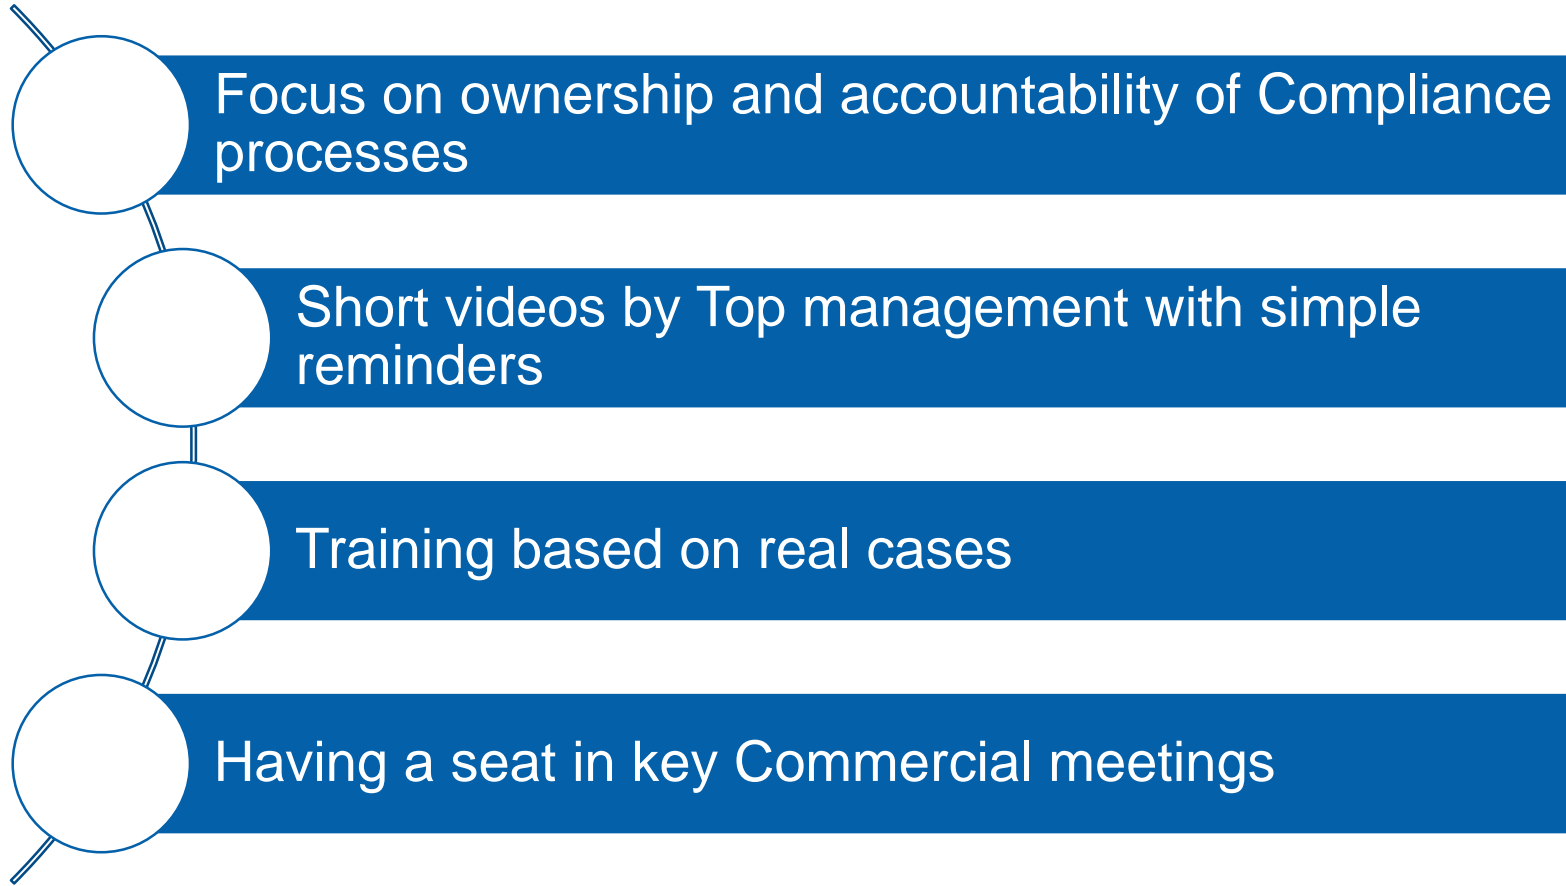 Focus on ownership and accountability of Compliance
processes
Short videos by Top management with simple
reminders
Training based on real cases
Having a seat in key Commercial meetings